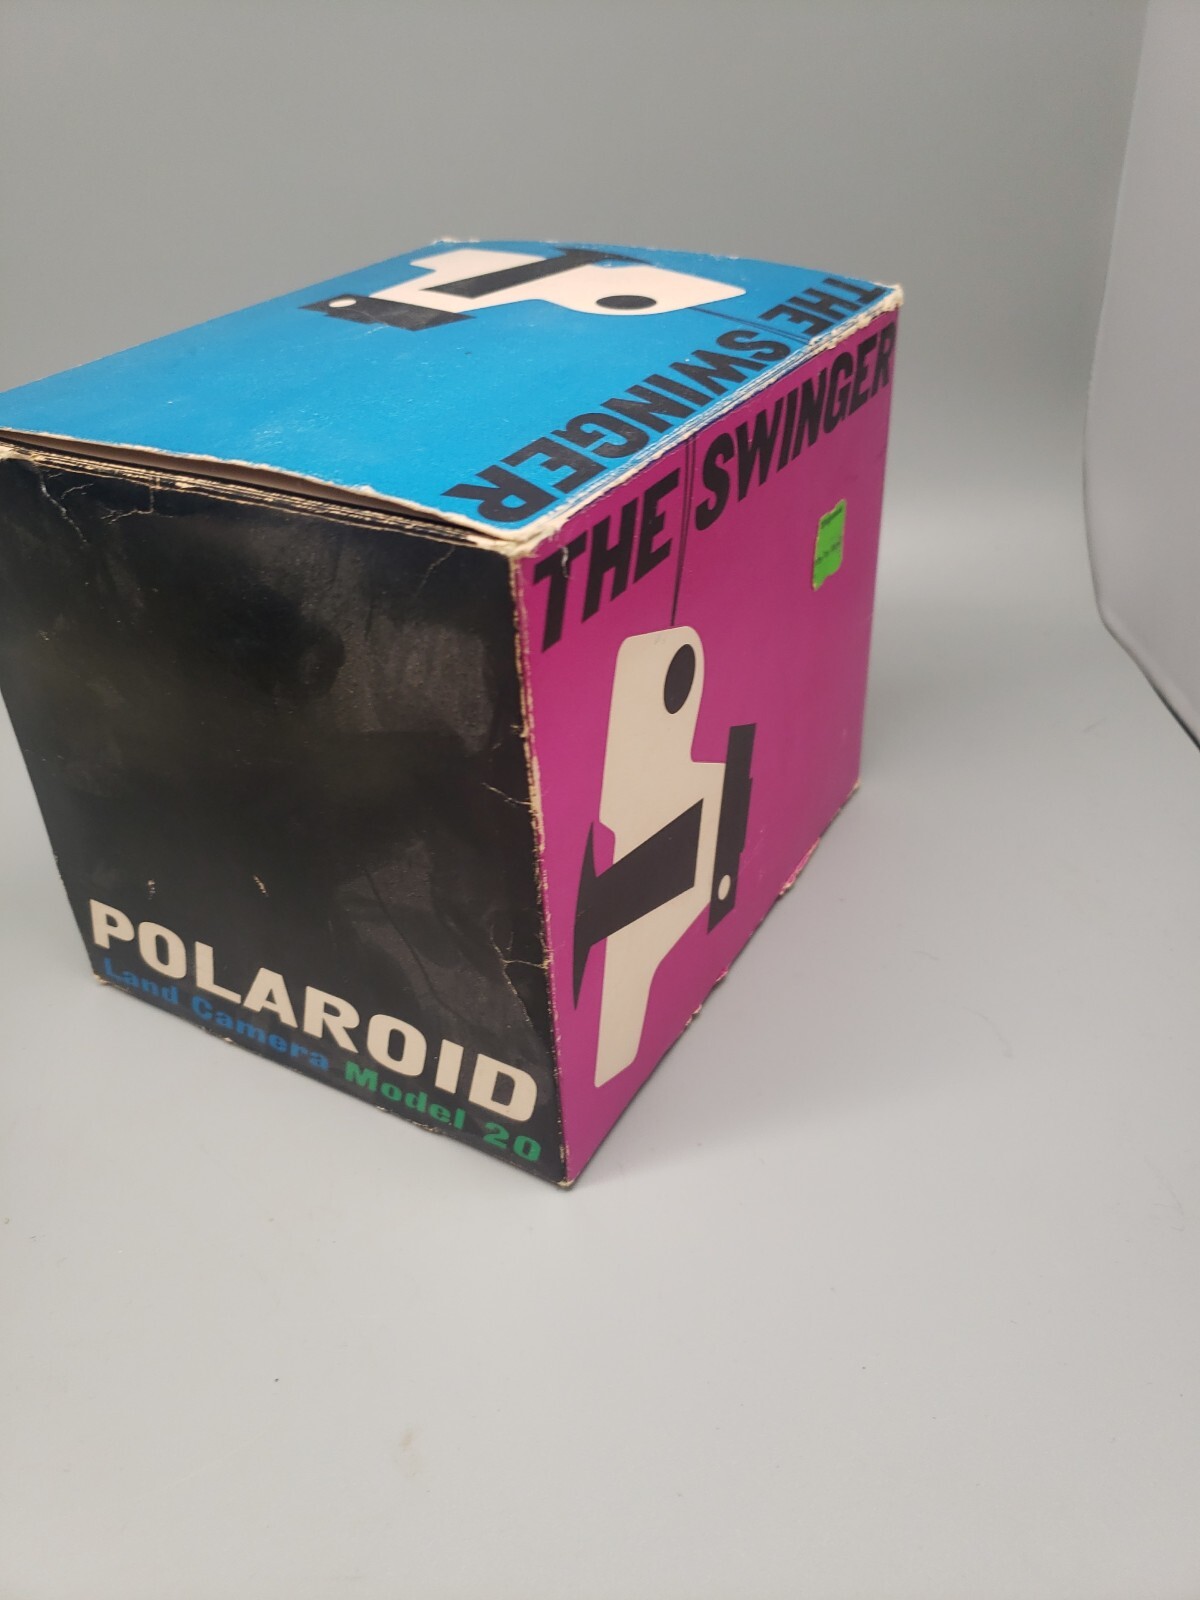 THE SWINGER
THE SWINGER
POLAROID
Land Camera Model 20